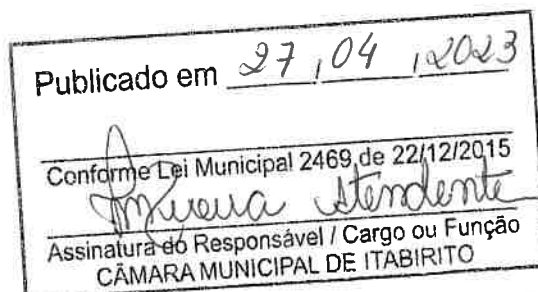 Publicado em 27, 04, 2023
Conforme Lei Municipal 2469, de 22/12/2015
Atendente
Assinatura do Responsável / Cargo ou Função
CÂMARA MUNICIPAL DE ITABIRITO